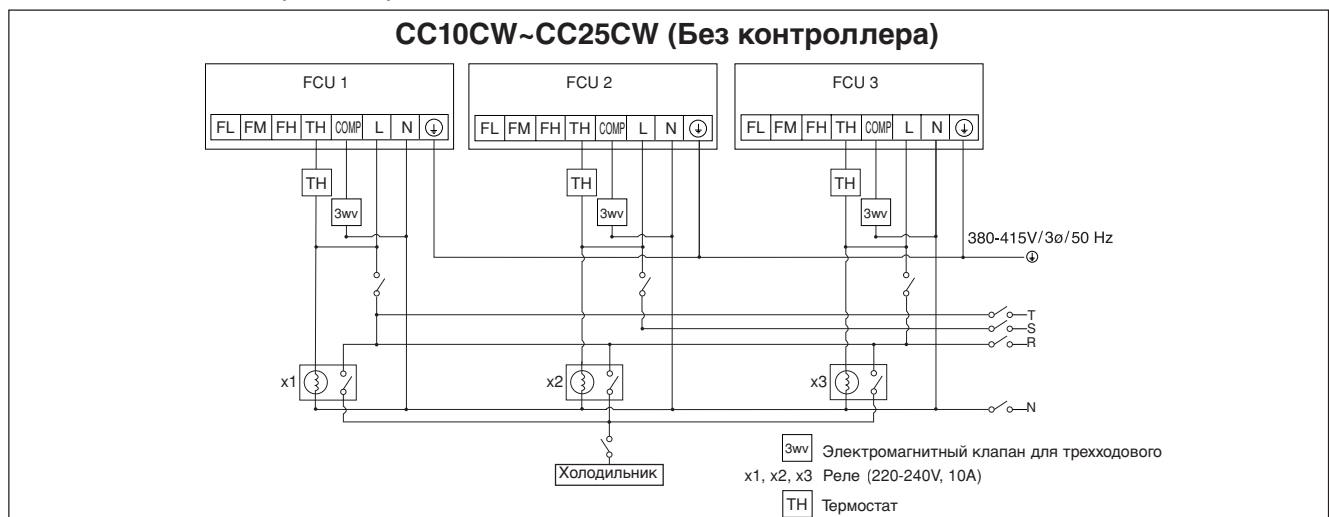 CC10CW~CC25CW (Без контроллера)
FCU 1 FCU 2 FCU 3
FL FM FH TH COMP L N FL FM FH TH COMP L N FL FM FH TH COMP L N
TH TH TH
3wv 3wv 3wv
380-415V/3ø/50 Hz
T
S
R
x1 x2 x3
N
Холодильник
3wv Электромагнитный клапан для трехходового
x1, x2, x3 Реле (220-240V, 10A)
TH Термостат